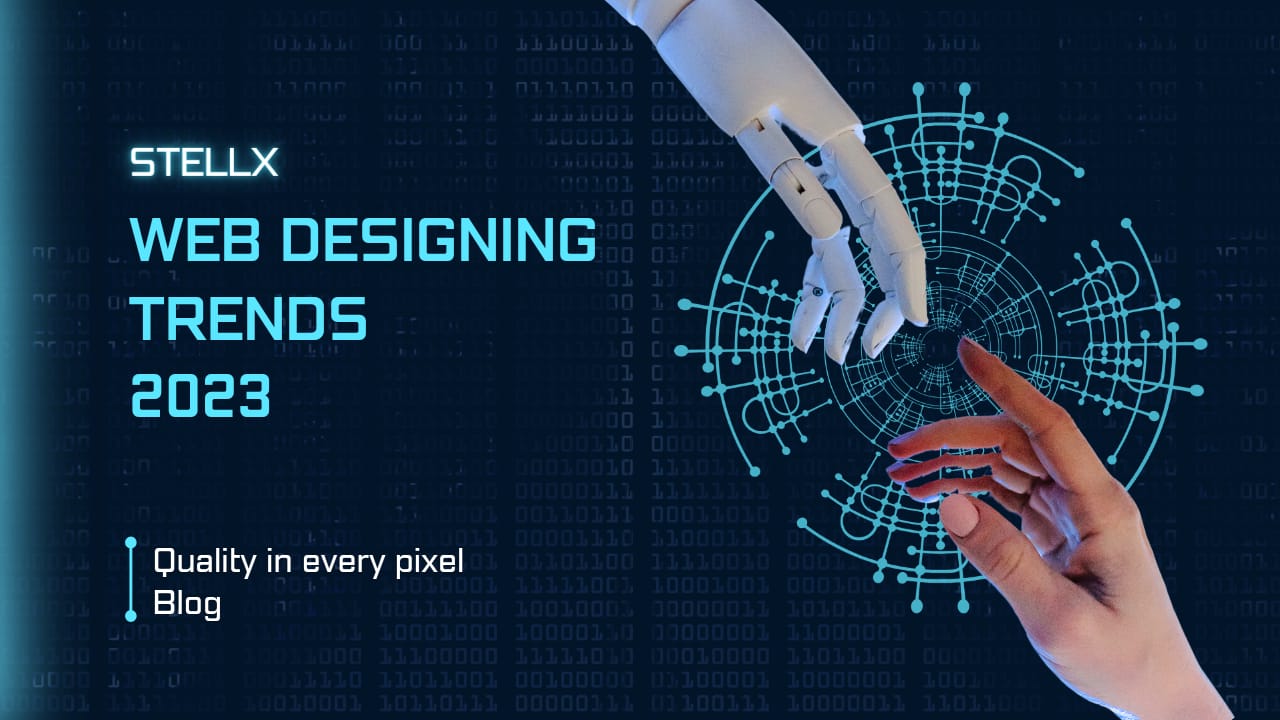 STELLX
WEB DESIGNING
TRENDS
2023
Quality in every pixel
Blog